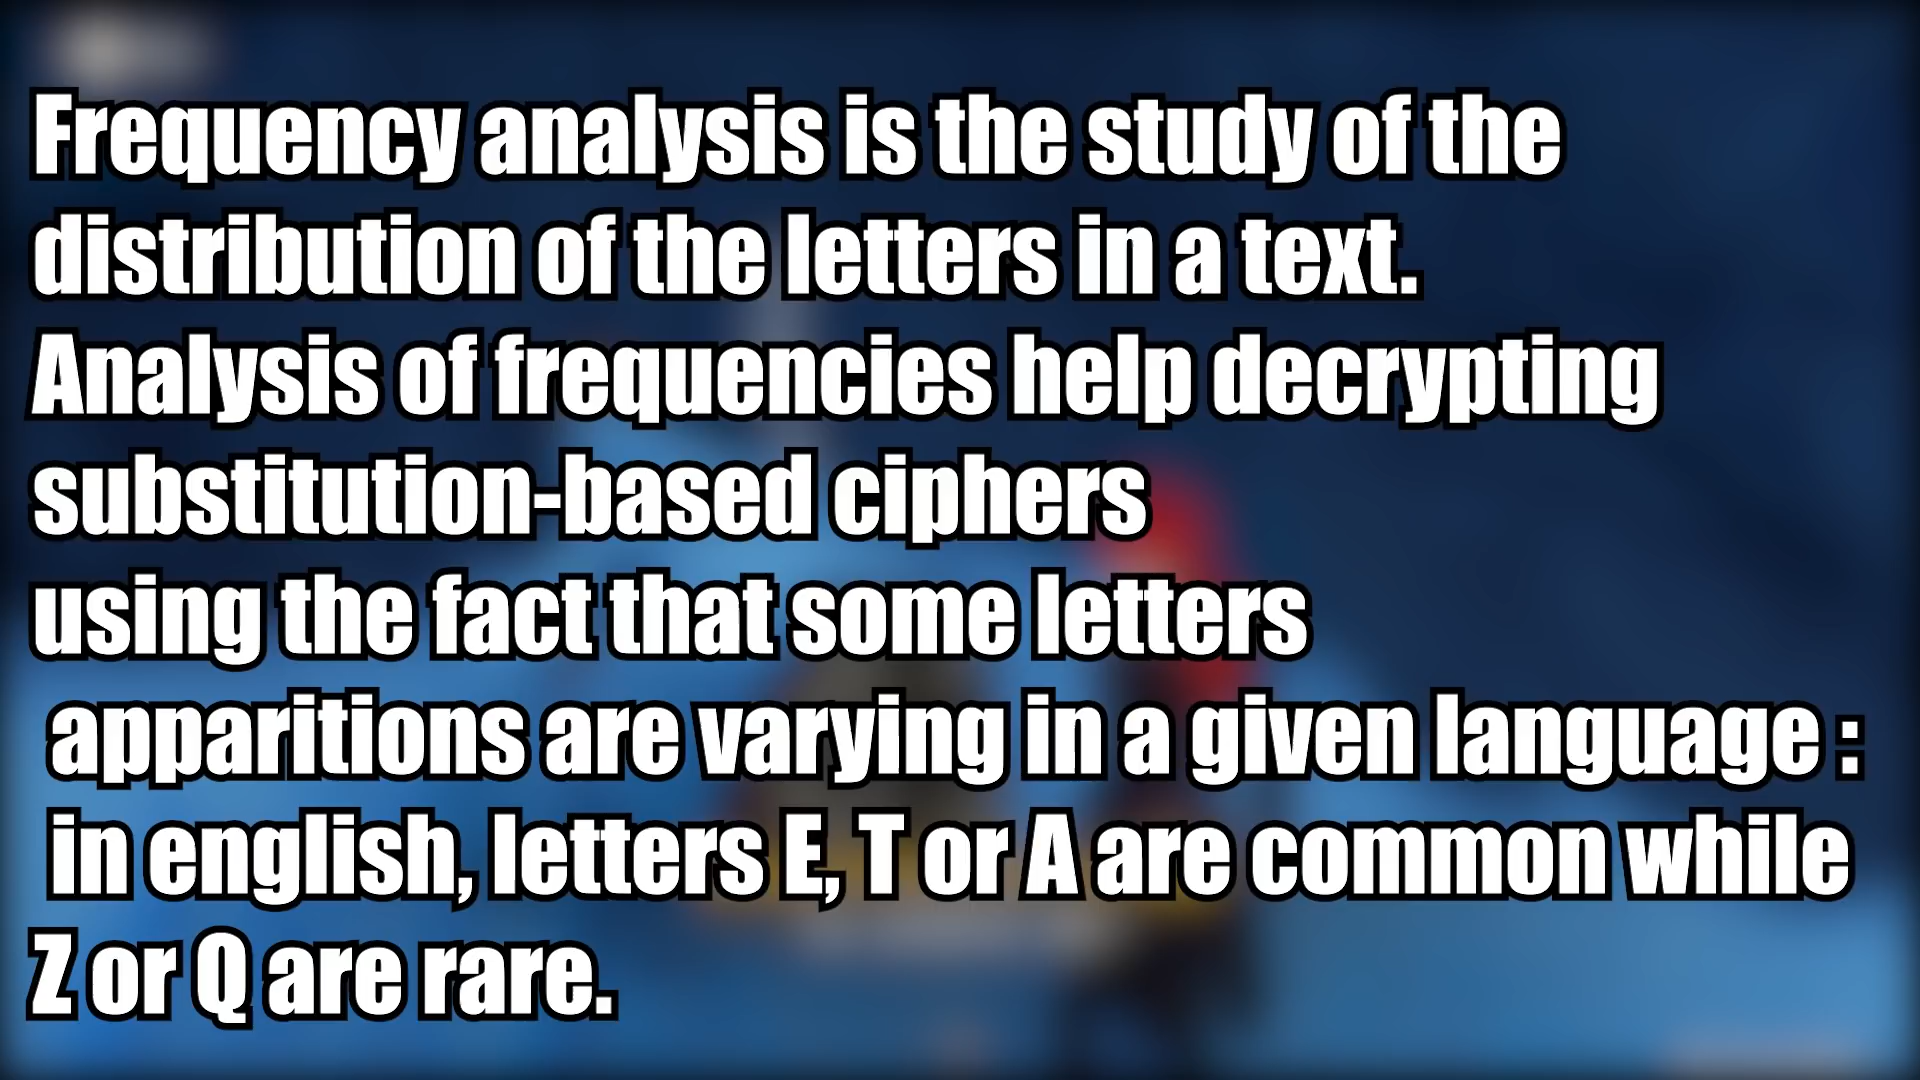 Frequency analysis is the study of the
distribution of the letters in a text.
Analysis of frequencies help decrypting
substitution-based ciphers
using the fact that some letters
apparitions are varying in a given language :
in english, letters E, T or A are common while
Z or Q are rare.